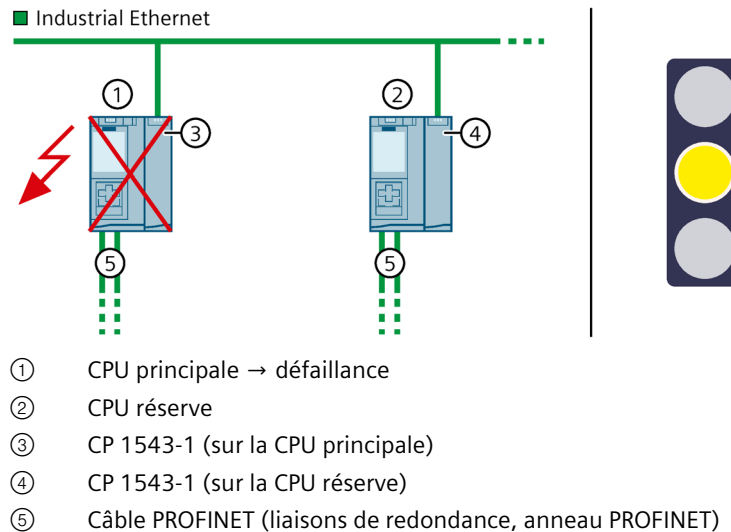 Industrial Ethernet
1 2
3 4
5 5
① CPU principale → défaillance
② CPU réserve
③ CP 1543-1 (sur la CPU principale)
④ CP 1543-1 (sur la CPU réserve)
⑤ Câble PROFINET (liaisons de redondance, anneau PROFINET)